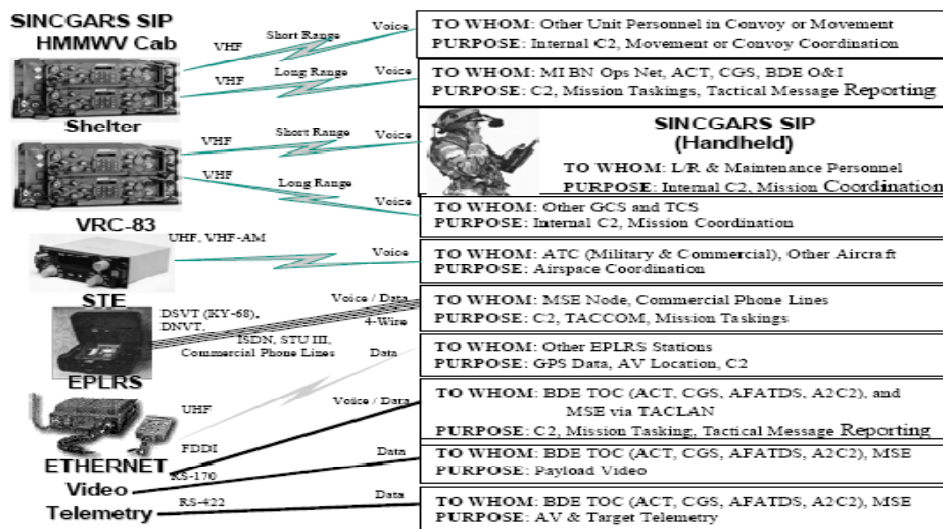 SINCGARS SIP
HMMWV Cab
VHF
Short Range
Voice
TO WHOM: Other Unit Personnel in Convoy or Movement
PURPOSE: Internal C2, Movement or Convoy Coordination
VHF
Long Range
Voice
TO WHOM: MI BN Ops Net, ACT, CGS, BDE O&I
PURPOSE: C2, Mission Taskings, Tactical Message Reporting
Shelter
VHF
Short Range
Voice
SINCGARS SIP
(Handheld)
TO WHOM: L/R & Maintenance Personnel
PURPOSE: Internal C2, Mission Coordination
VHF
Long Range
Voice
TO WHOM: Other GCS and TCS
PURPOSE: Internal C2, Mission Coordination
VRC-83
UHF, VHF-AM
Voice
TO WHOM: ATC (Military & Commercial), Other Aircraft
PURPOSE: Airspace Coordination
STE
DSVT (KY-68),
DNVT,
ISDN, STU III,
Commercial Phone Lines
Voice / Data
4-Wire
TO WHOM: MSE Node, Commercial Phone Lines
PURPOSE: C2, TACCOM, Mission Taskings
EPLRS
UHF
Data
TO WHOM: Other EPLRS Stations
PURPOSE: GPS Data, AV Location, C2
ETHERNET
FDDI
Voice / Data
TO WHOM: BDE TOC (ACT, CGS, AFATDS, A2C2), and
MSE via TACLAN
PURPOSE: C2, Mission Tasking, Tactical Message Reporting
Video
RS-170
Data
TO WHOM: BDE TOC (ACT, CGS, AFATDS, A2C2), MSE
PURPOSE: Payload Video
Telemetry
RS-422
Data
TO WHOM: BDE TOC (ACT, CGS, AFATDS, A2C2), MSE
PURPOSE: AV & Target Telemetry